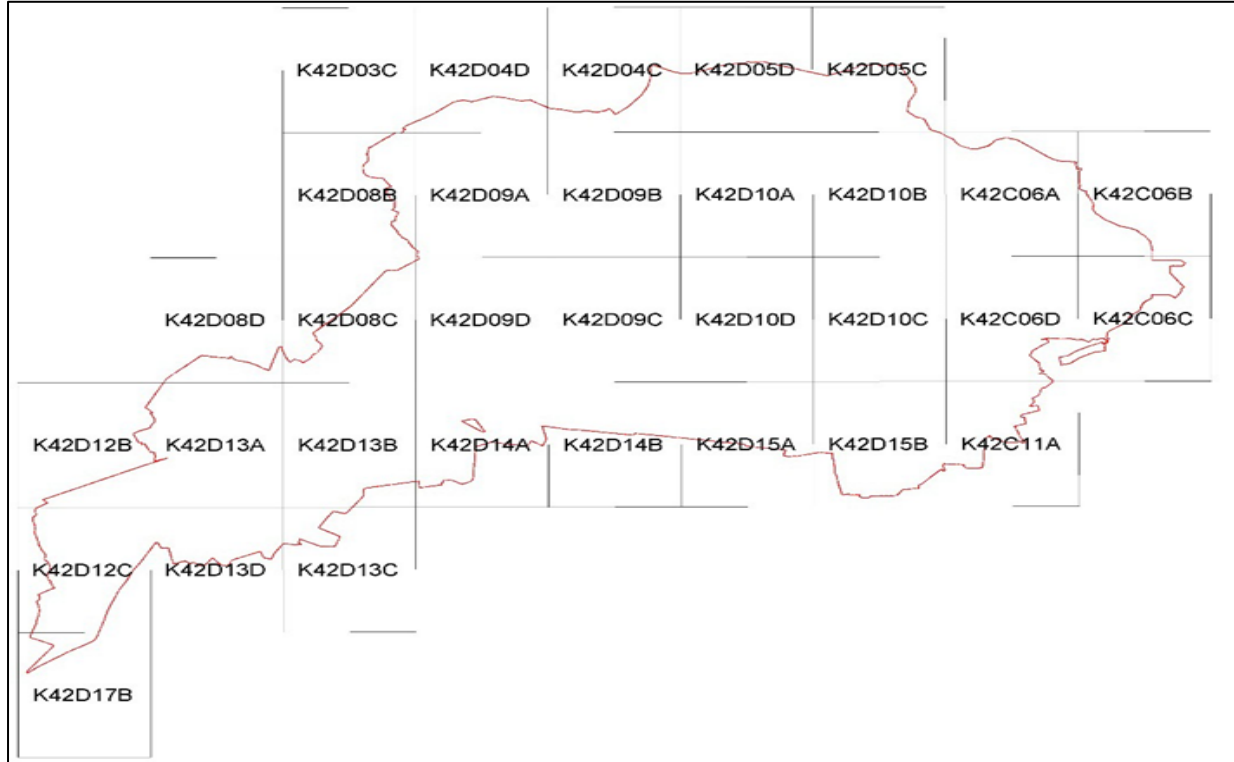 K42D03C K42D04D K42D04C K42D05D K42D05C
K42D08B K42D09A K42D09B K42D10A K42D10B K42C06A K42C06B
K42D08D K42D08C K42D09D K42D09C K42D10D K42D10C K42C06D K42C06C
K42D12B K42D13A K42D13B K42D14A K42D14B K42D15A K42D15B K42C11A
K42D12C K42D13D K42D13C
K42D17B